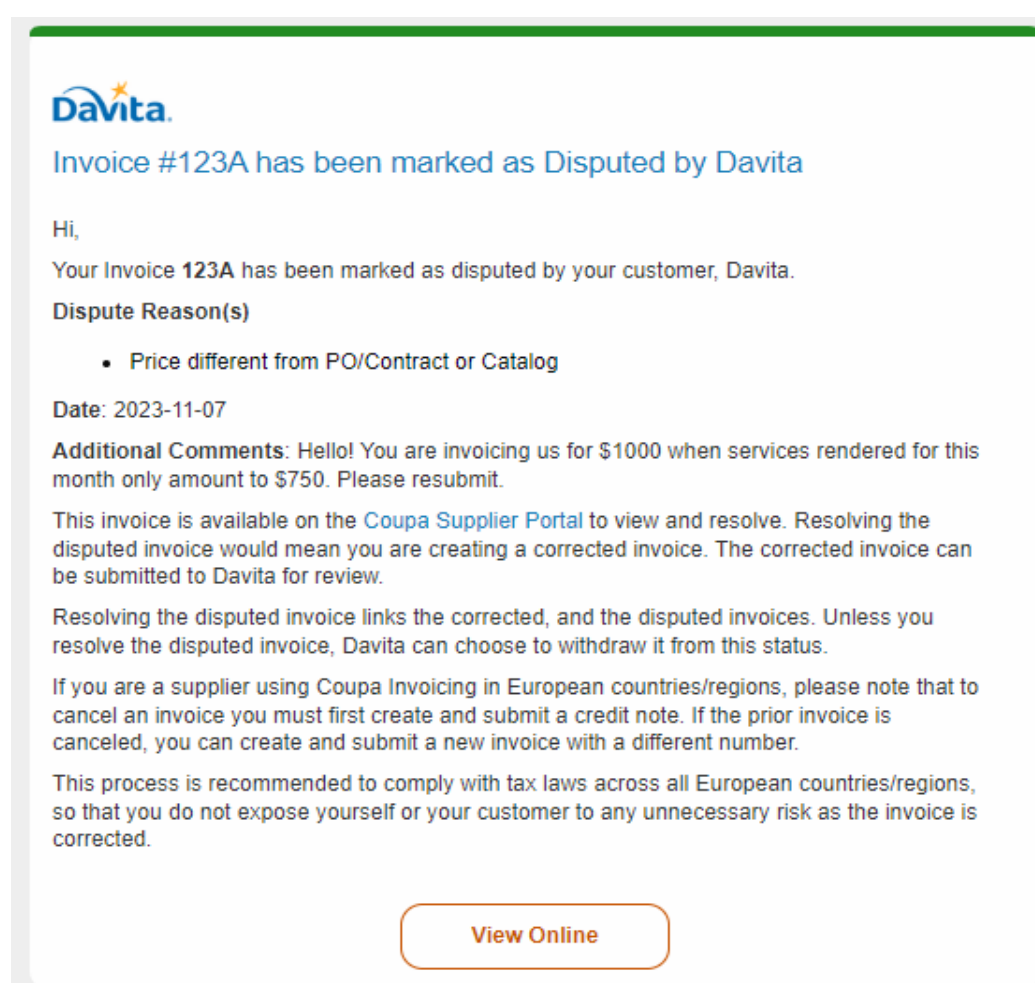 Davita.
Invoice #123A has been marked as Disputed by Davita
Hi,
Your Invoice 123A has been marked as disputed by your customer, Davita.
Dispute Reason(s)
• Price different from PO/Contract or Catalog
Date: 2023-11-07
Additional Comments: Hello! You are invoicing us for $1000 when services rendered for this
month only amount to $750. Please resubmit.
This invoice is available on the Coupa Supplier Portal to view and resolve. Resolving the
disputed invoice would mean you are creating a corrected invoice. The corrected invoice can
be submitted to Davita for review.
Resolving the disputed invoice links the corrected, and the disputed invoices. Unless you
resolve the disputed invoice, Davita can choose to withdraw it from this status.
If you are a supplier using Coupa Invoicing in European countries/regions, please note that to
cancel an invoice you must first create and submit a credit note. If the prior invoice is
canceled, you can create and submit a new invoice with a different number.
This process is recommended to comply with tax laws across all European countries/regions,
so that you do not expose yourself or your customer to any unnecessary risk as the invoice is
corrected.
View Online